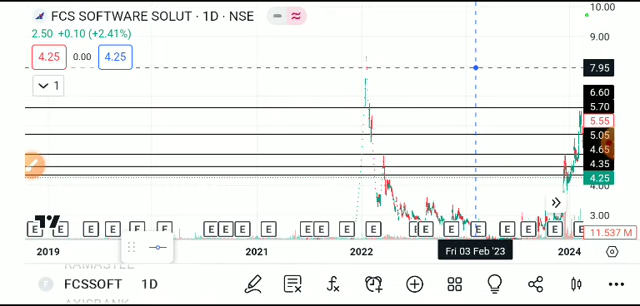 FCS SOFTWARE SOLUT · 1D · NSE
2.50 +0.10 (+2.41%)
4.25 0.00 4.25
1
10.00
9.00
7.95
6.60
5.70
5.55
5.05
4.65
4.35
4.25
4.00
3.00
11.537 M
E E E E E E E E E E E E E E E E E E E E E E
2019 2021 2022 Fri 03 Feb '23 2024
RAMASTEE
FCSSOFT 1D
AXISBANK